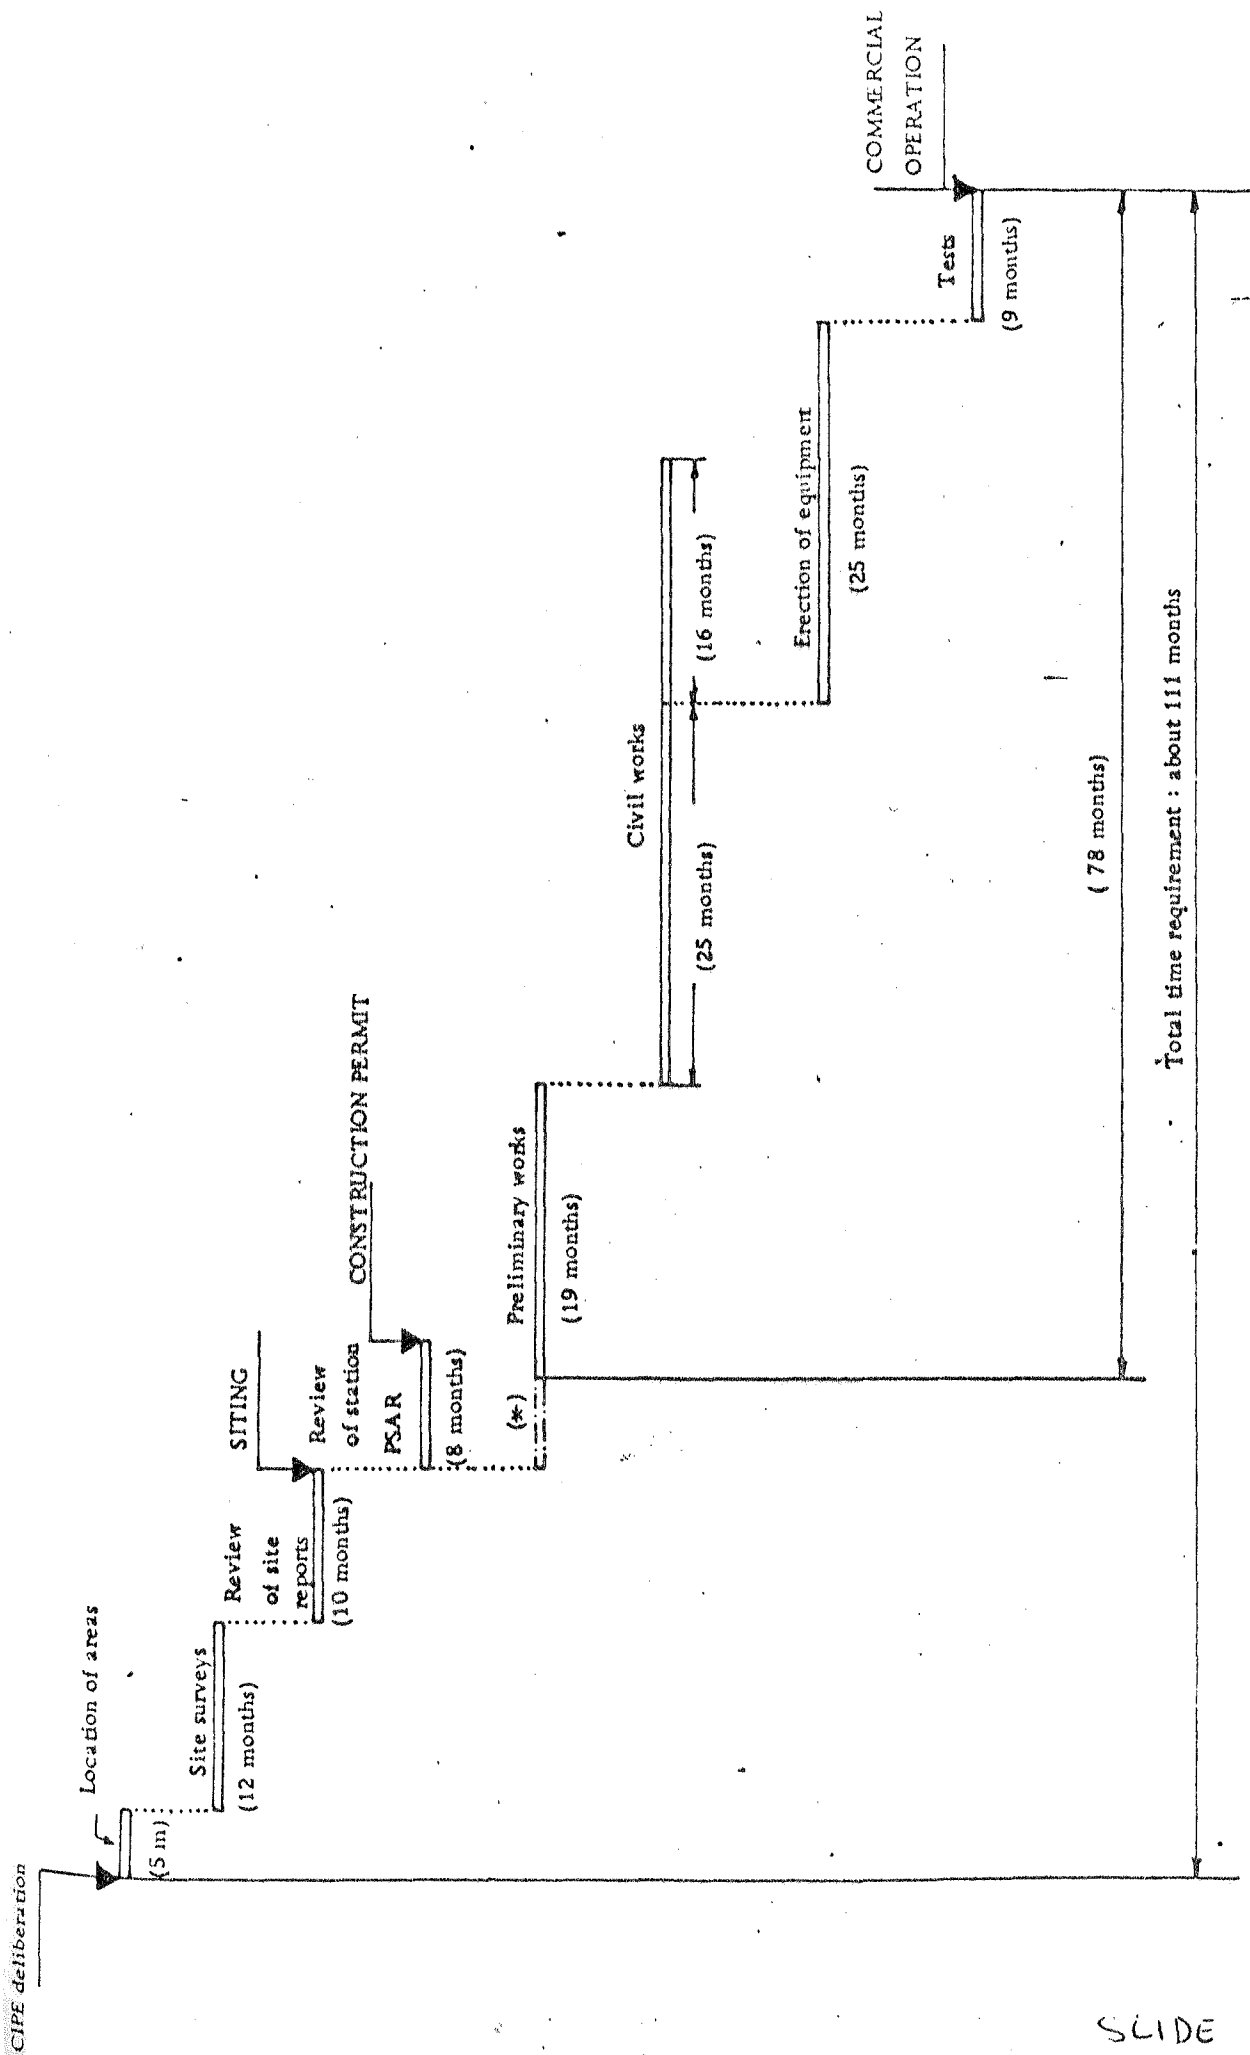 CIPE deliberation
Location of areas
(5 m)
Site surveys
(12 months)
SITING
Review
of site
reports
(10 months)
CONSTRUCTION PERMIT
Review
of station
PSAR
(8 months)
(*)
Preliminary works
(19 months)
Civil works
(25 months)
(16 months)
Erection of equipment
(25 months)
COMMERCIAL
OPERATION
Tests
(9 months)
( 78 months)
Total time requirement : about 111 months
SLIDE